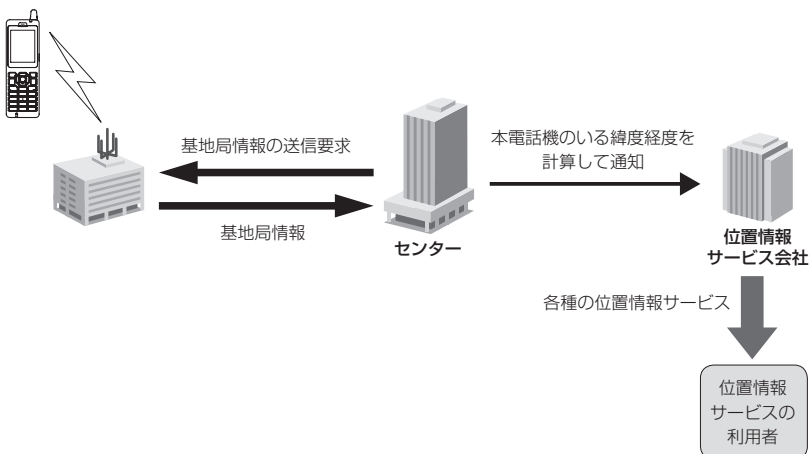 基地局情報の送信要求
基地局情報
センター
本電話機のいる緯度経度を
計算して通知
位置情報
サービス会社
各種の位置情報サービス
位置情報
サービスの
利用者